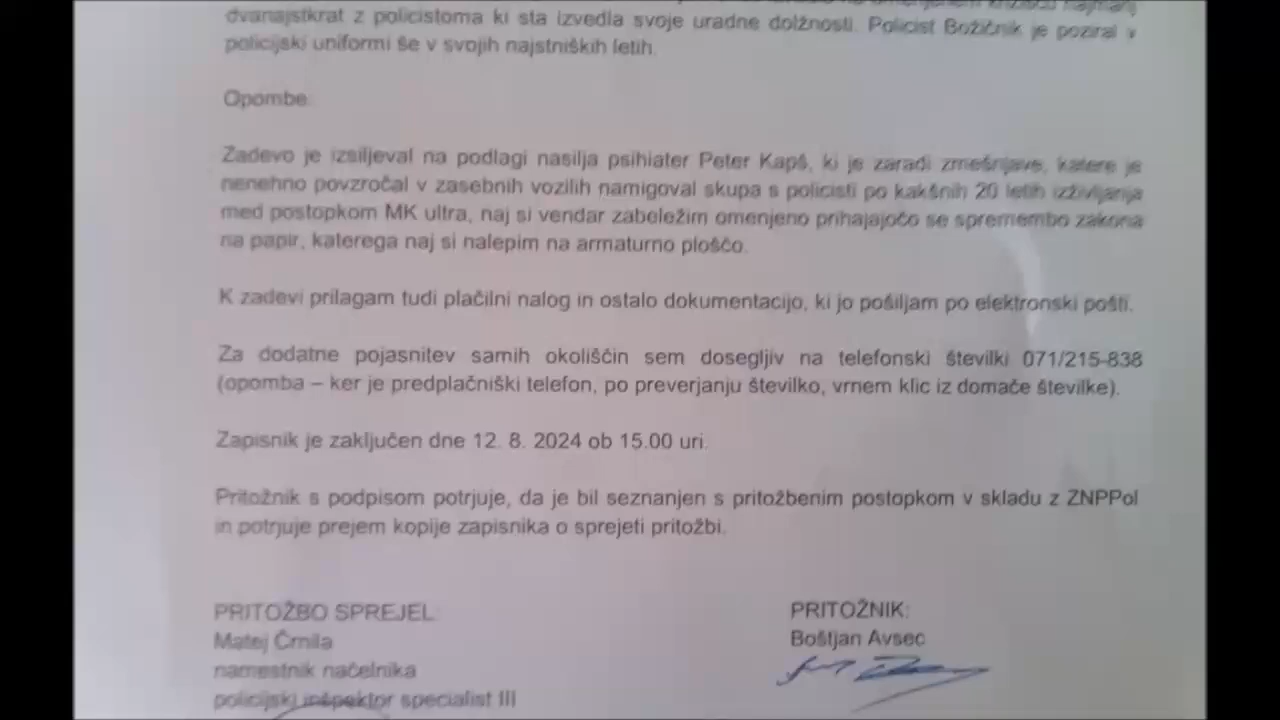 dvanajstkrat z policistoma ki sta izvedla svoje uradne dolžnosti. Policist Božičnik je poziral v
policijski uniformi še v svojih najstniških letih.
Opombe:
Zadevo je izsiljeval na podlagi nasilja psihiater Peter Kapš, ki je zaradi zmešnjave, katere je
nenehno povzročal v zasebnih vozilih namigoval skupa s policisti po kakšnih 20 letih izživljanja
med postopkom MK ultra, naj si vendar zabeležim omenjeno prihajajočo se spremembo zakona
na papir, katerega naj si nalepim na armaturno ploščo.
K zadevi prilagam tudi plačilni nalog in ostalo dokumentacijo, ki jo pošiljam po elektronski pošti.
Za dodatne pojasnitev samih okoliščin sem dosegljiv na telefonski številki 071/215-838
(opomba – ker je predplačniški telefon, po preverjanju številko, vrnem klic iz domače številke).
Zapisnik je zaključen dne 12. 8. 2024 ob 15.00 uri.
Pritožnik s podpisom potrjuje, da je bil seznanjen s pritožbenim postopkom v skladu z ZNPPol
in potrjuje prejem kopije zapisnika o sprejeti pritožbi.
PRITOŽBO SPREJEL:
Matej Črnila
namestnik načelnika
policijski inšpektor specialist III
PRITOŽNIK:
Boštjan Avsec